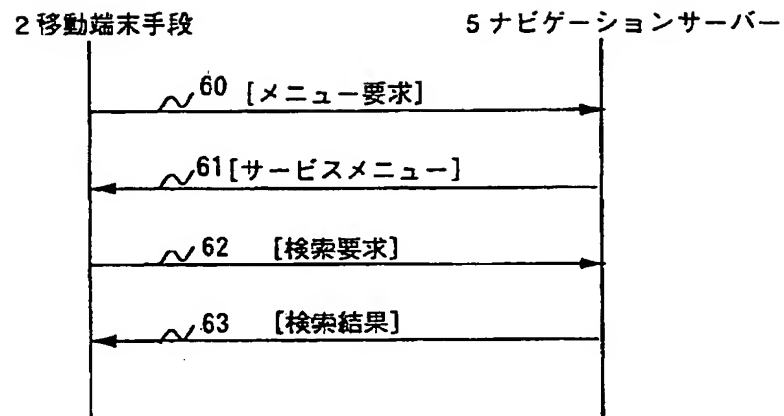 2 移動端末手段
5 ナビゲーションサーバー
60 [メニュー要求]
61 [サービスメニュー]
62 [検索要求]
63 [検索結果]